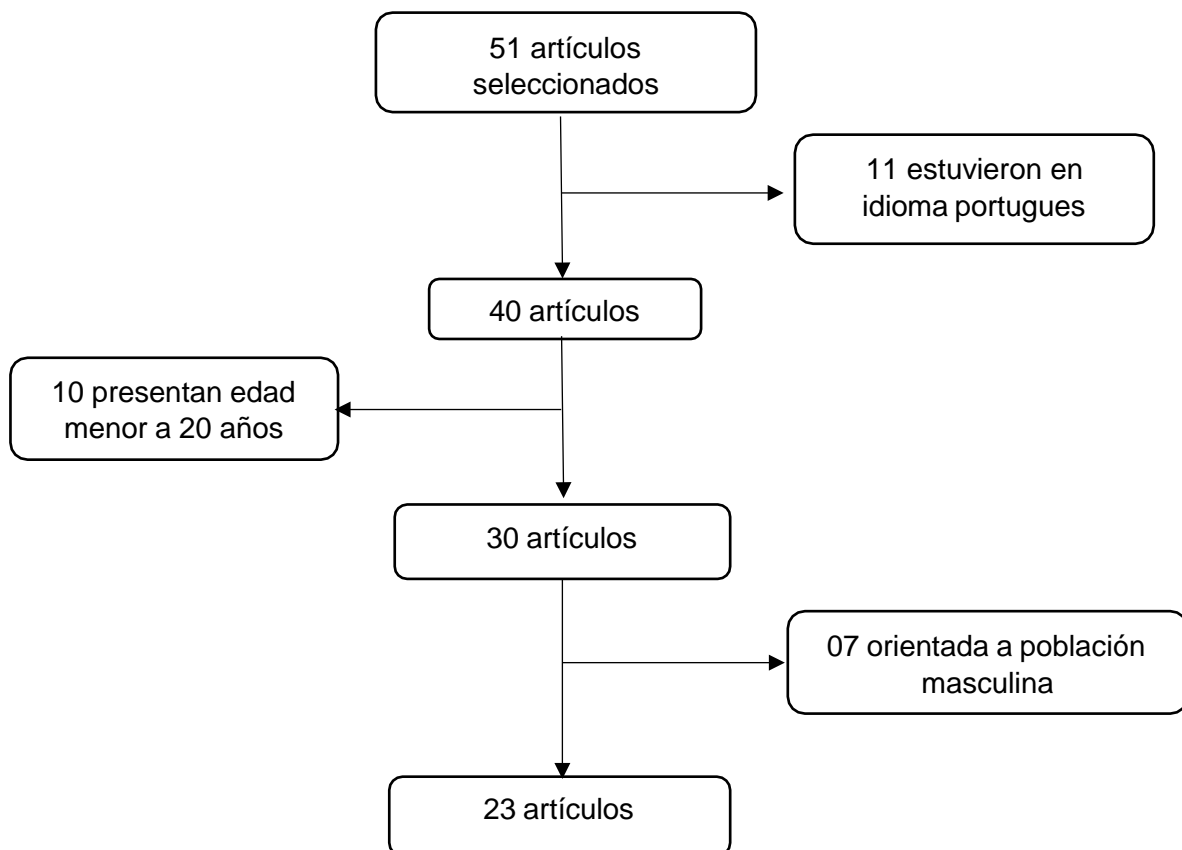 51 artículos
seleccionados
11 estuvieron en
idioma portugues
40 artículos
10 presentan edad
menor a 20 años
30 artículos
07 orientada a población
masculina
23 artículos